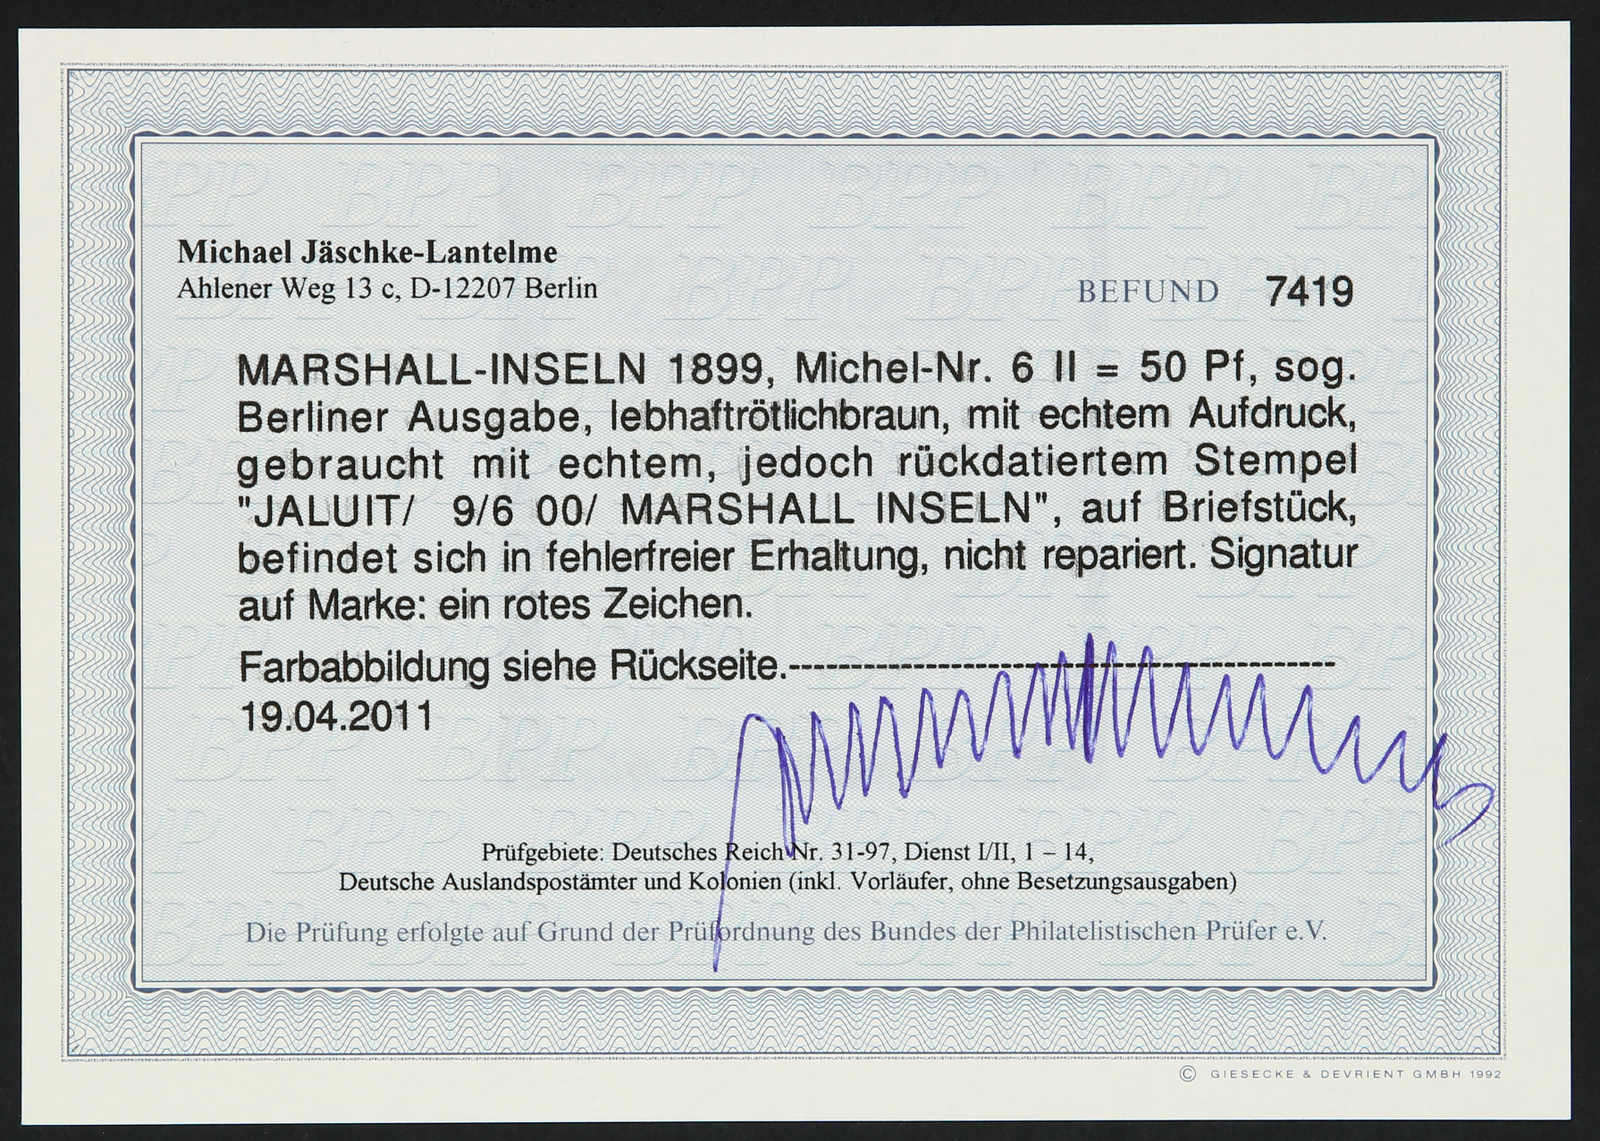 Michael Jäschke-Lantelme
Ahlener Weg 13 c, D-12207 Berlin
BEFUND 7419
MARSHALL-INSELN 1899, Michel-Nr. 6 II = 50 Pf, sog.
Berliner Ausgabe, lebhaftrötlichbraun, mit echtem Aufdruck,
gebraucht mit echtem, jedoch rückdatiertem Stempel
"JALUIT/ 9/6 00/ MARSHALL INSELN", auf Briefstück,
befindet sich in fehlerfreier Erhaltung, nicht repariert. Signatur
auf Marke: ein rotes Zeichen.
Farbabbildung siehe Rückseite.--------------------------------------------
19.04.2011
Prüfgebiete: Deutsches Reich Nr. 31-97, Dienst I/II, 1 – 14,
Deutsche Auslandspostämter und Kolonien (inkl. Vorläufer, ohne Besetzungsausgaben)
Die Prüfung erfolgte auf Grund der Prüfordnung des Bundes der Philatelistischen Prüfer e.V.
© GIESECKE & DEVRIENT GMBH 1992